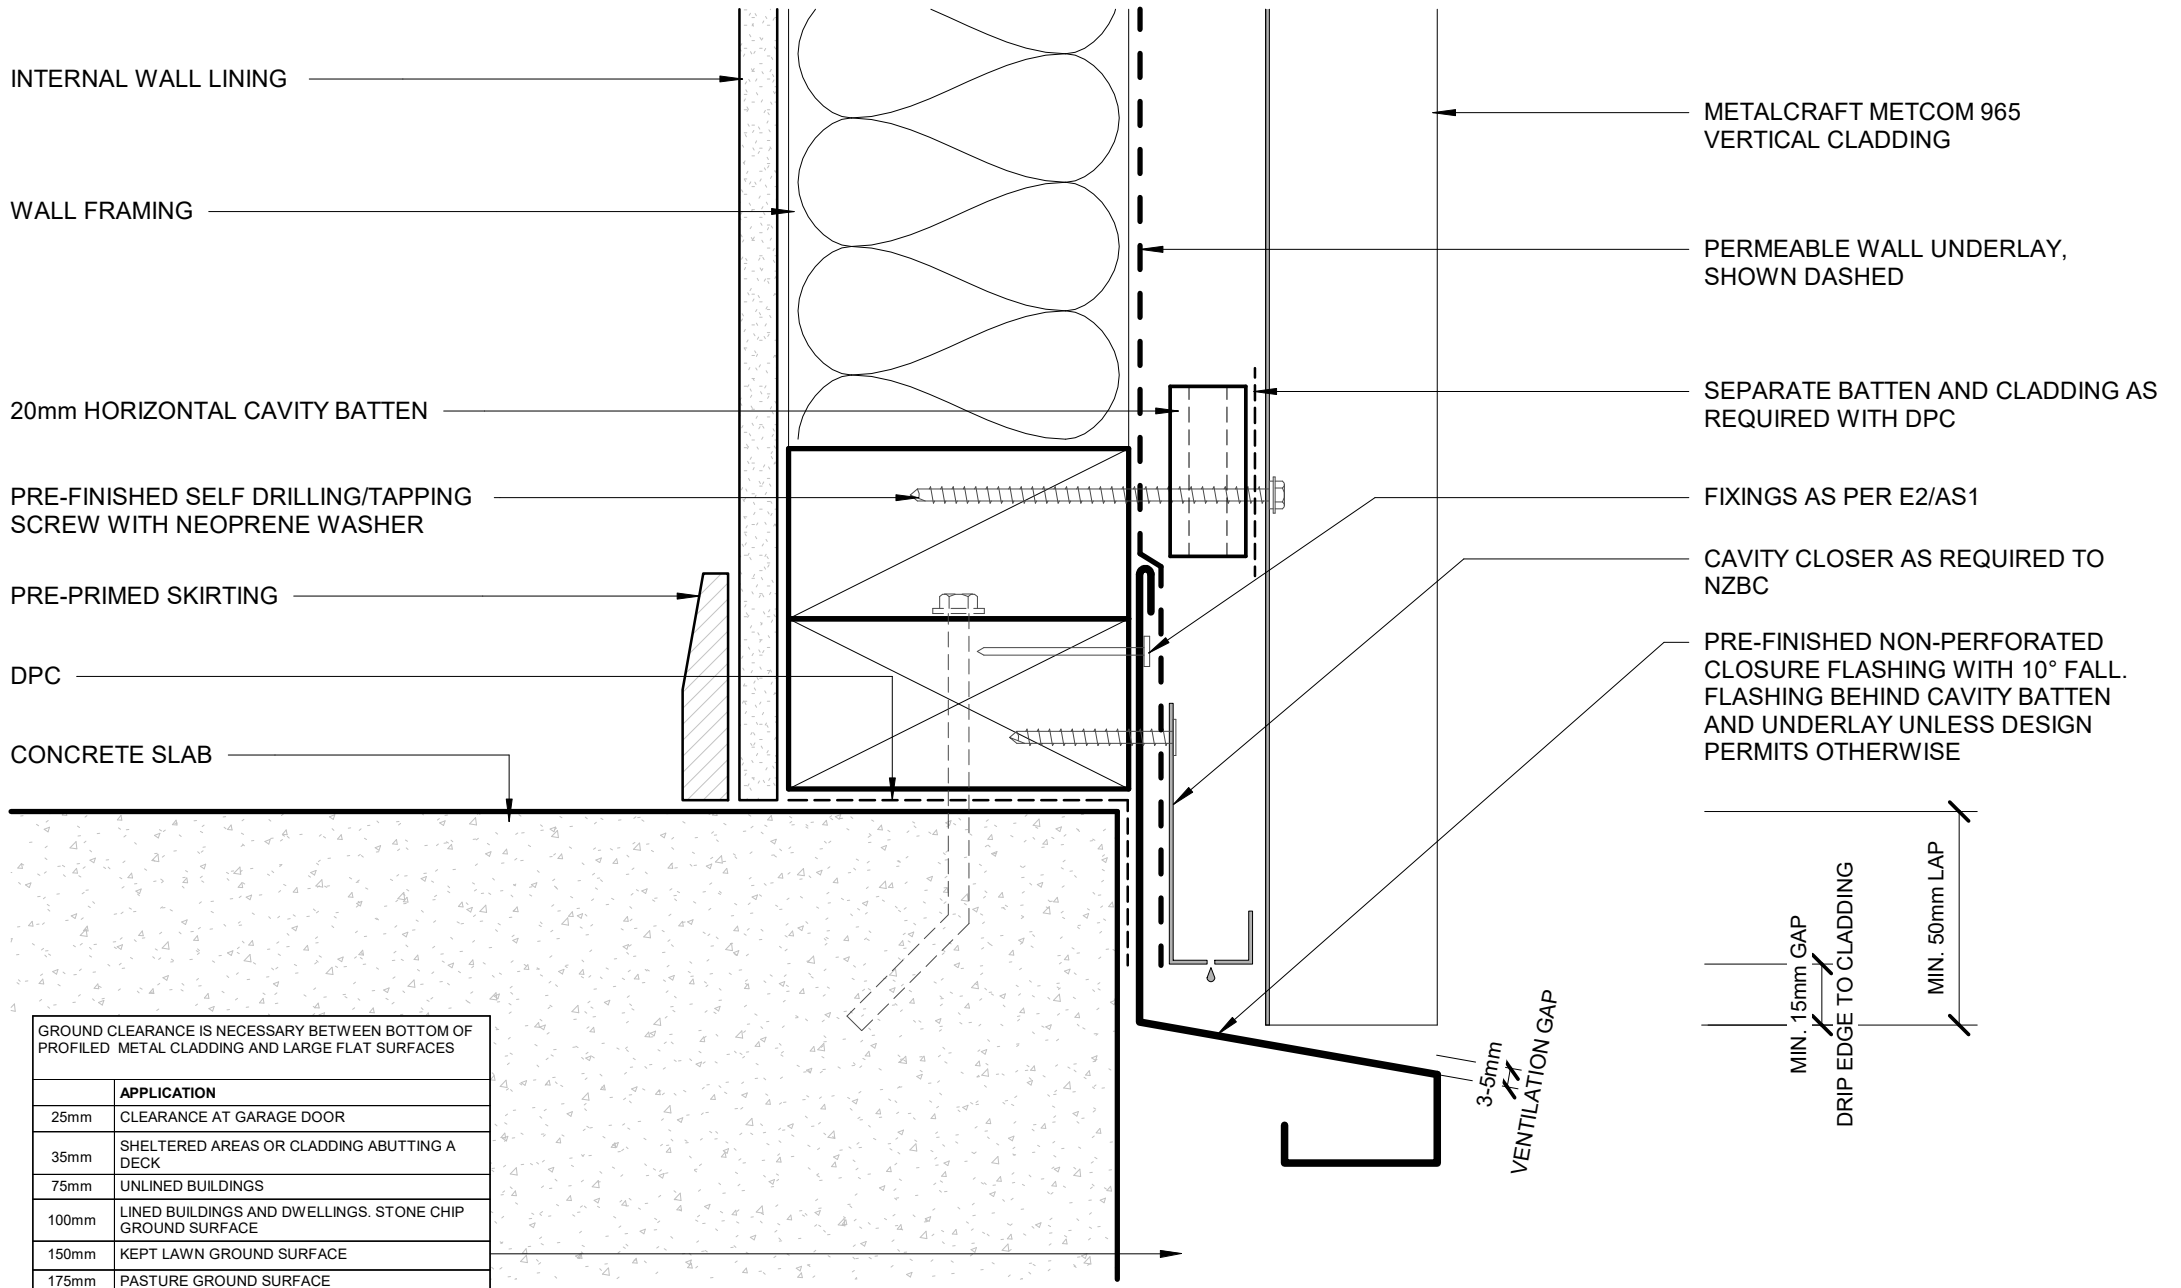 INTERNAL WALL LINING
WALL FRAMING
20mm HORIZONTAL CAVITY BATTEN
PRE-FINISHED SELF DRILLING/TAPPING
SCREW WITH NEOPRENE WASHER
PRE-PRIMED SKIRTING
DPC
CONCRETE SLAB
METALCRAFT METCOM 965
VERTICAL CLADDING
PERMEABLE WALL UNDERLAY,
SHOWN DASHED
SEPARATE BATTEN AND CLADDING AS
REQUIRED WITH DPC
FIXINGS AS PER E2/AS1
CAVITY CLOSER AS REQUIRED TO
NZBC
PRE-FINISHED NON-PERFORATED
CLOSURE FLASHING WITH 10° FALL.
FLASHING BEHIND CAVITY BATTEN
AND UNDERLAY UNLESS DESIGN
PERMITS OTHERWISE
3-5mm
VENTILATION GAP
MIN. 15mm GAP
DRIP EDGE TO CLADDING
MIN. 50mm LAP
GROUND CLEARANCE IS NECESSARY BETWEEN BOTTOM OF
PROFILED METAL CLADDING AND LARGE FLAT SURFACES
APPLICATION
25mm CLEARANCE AT GARAGE DOOR
35mm SHELTERED AREAS OR CLADDING ABUTTING A
DECK
75mm UNLINED BUILDINGS
100mm LINED BUILDINGS AND DWELLINGS. STONE CHIP
GROUND SURFACE
150mm KEPT LAWN GROUND SURFACE
175mm PASTURE GROUND SURFACE